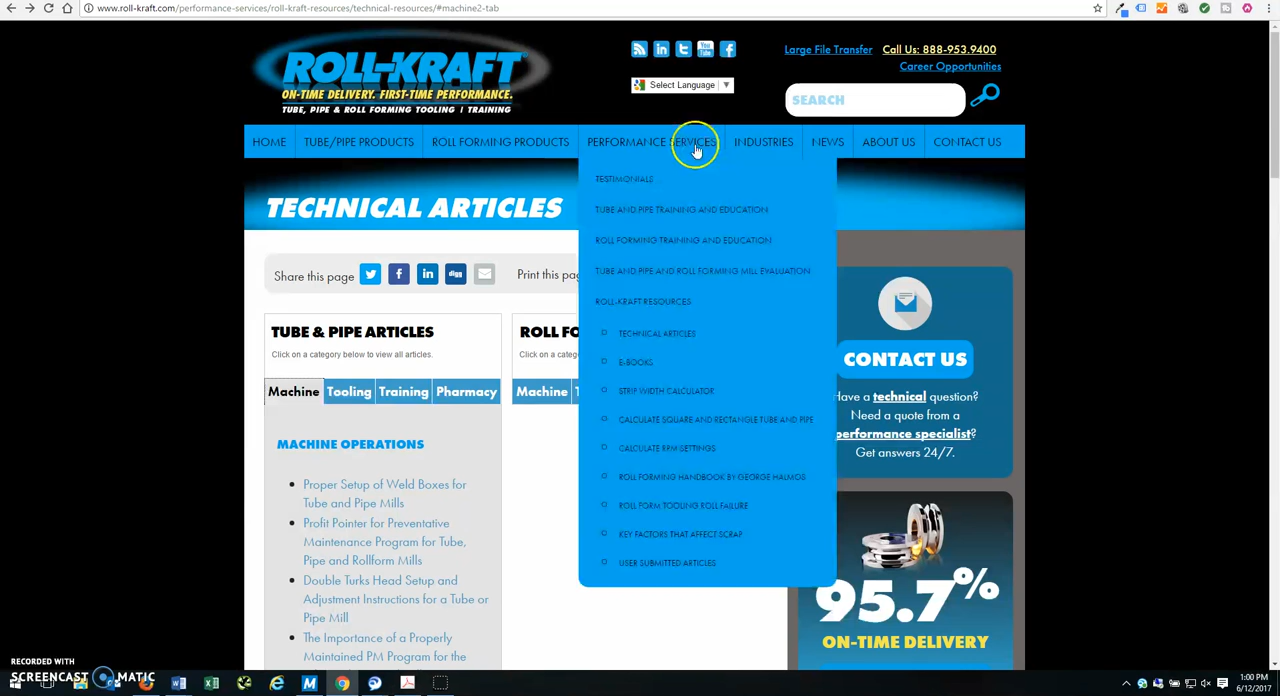 www.roll-kraft.com/performance-services/roll-kraft-resources/technical-resources/#machine2-tab
ROLL-KRAFT
ON-TIME DELIVERY. FIRST-TIME PERFORMANCE.
TUBE, PIPE & ROLL FORMING TOOLING | TRAINING
in
You
Tube
Select Language ▼
Large File Transfer
Call Us: 888-953.9400
Career Opportunities
SEARCH
HOME
TUBE/PIPE PRODUCTS
ROLL FORMING PRODUCTS
PERFORMANCE SERVICES
INDUSTRIES
NEWS
ABOUT US
CONTACT US
TESTIMONIALS
TUBE AND PIPE TRAINING AND EDUCATION
ROLL FORMING TRAINING AND EDUCATION
TUBE AND PIPE AND ROLL FORMING MILL EVALUATION
ROLL-KRAFT RESOURCES
TECHNICAL ARTICLES
E-BOOKS
STRIP WIDTH CALCULATOR
CALCULATE SQUARE AND RECTANGLE TUBE AND PIPE
CALCULATE RPM SETTINGS
ROLL FORMING HANDBOOK BY GEORGE HALMOS
ROLL FORM TOOLING ROLL FAILURE
KEY FACTORS THAT AFFECT SCRAP
USER SUBMITTED ARTICLES
TECHNICAL ARTICLES
Share this page
in
digg
Print this pag
TUBE & PIPE ARTICLES
Click on a category below to view all articles.
Machine
Tooling
Training
Pharmacy
ROLL FO
Click on a categ
Machine
T
MACHINE OPERATIONS
Proper Setup of Weld Boxes for
Tube and Pipe Mills
Profit Pointer for Preventative
Maintenance Program for Tube,
Pipe and Rollform Mills
Double Turks Head Setup and
Adjustment Instructions for a Tube or
Pipe Mill
The Importance of a Properly
Maintained PM Program for the
CONTACT US
Have a technical question?
Need a quote from a
performance specialist?
Get answers 24/7.
95.7%
ON-TIME DELIVERY
RECORDED WITH
SCREENCAST MATIC
1:00 PM
6/12/2017